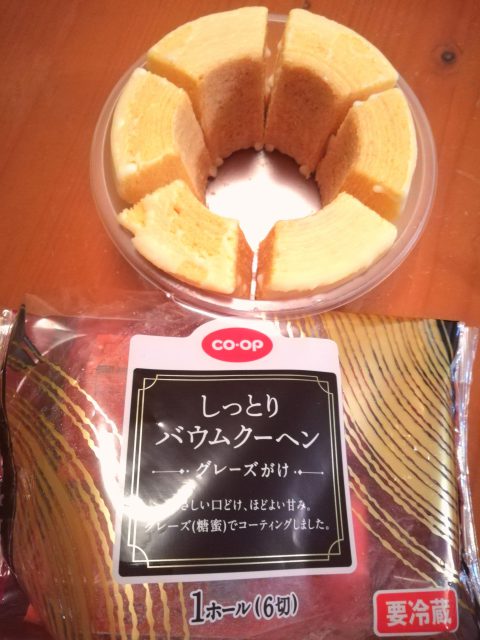 CO·OP
しっとり
バウムクーヘン
グレーズがけ
さしい口どけ、ほどよい甘み。
グレーズ(糖蜜)でコーティングしました。
1ホール(6切)
要冷蔵